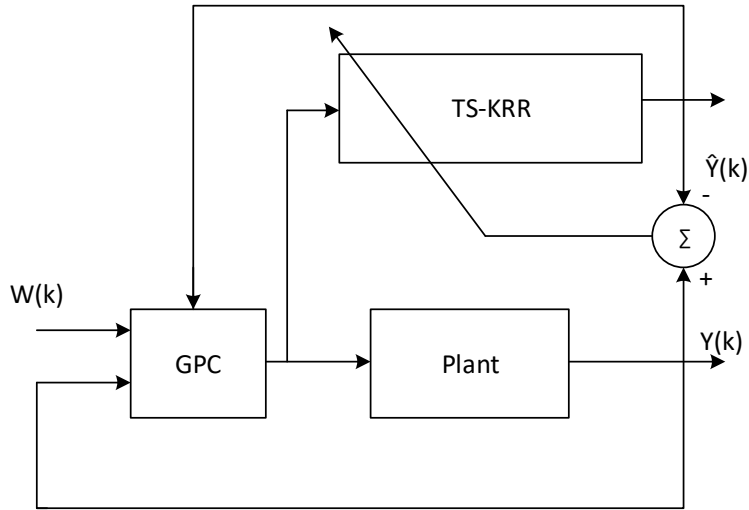 TS-KRR
Ŷ(k)
-
Σ
+
W(k)
GPC
Plant
Y(k)